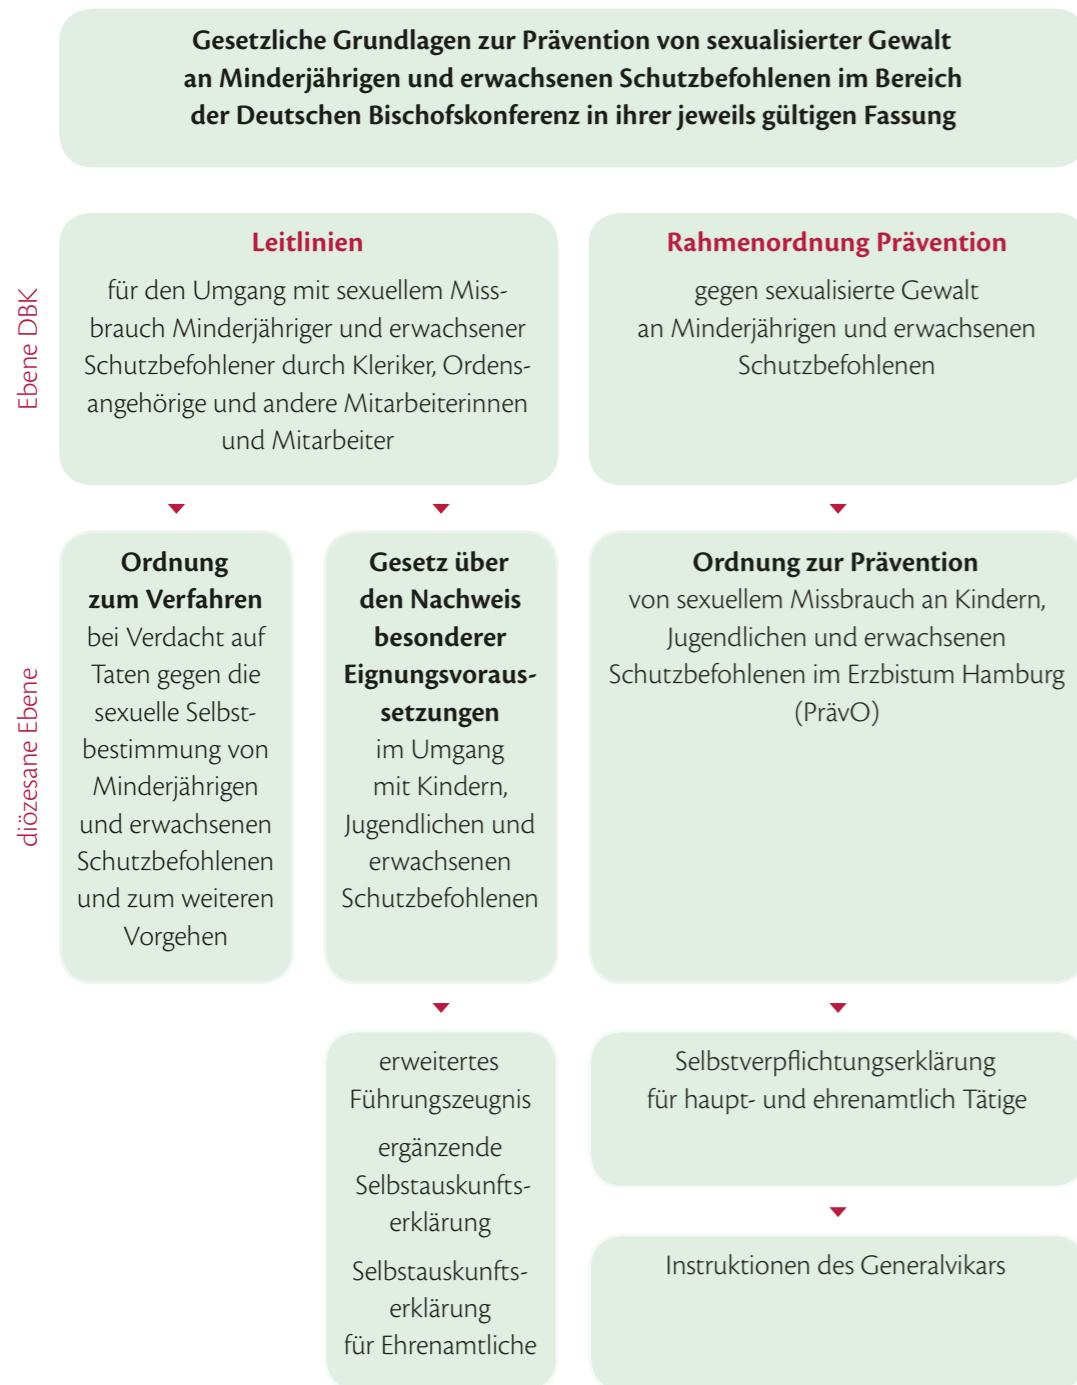 Gesetzliche Grundlagen zur Prävention von sexualisierter Gewalt
an Minderjährigen und erwachsenen Schutzbefohlenen im Bereich
der Deutschen Bischofskonferenz in ihrer jeweils gültigen Fassung
Ebene DBK
Leitlinien
für den Umgang mit sexuellem Miss-
brauch Minderjähriger und erwachsener
Schutzbefohlener durch Kleriker, Ordens-
angehörige und andere Mitarbeiterinnen
und Mitarbeiter
Rahmenordnung Prävention
gegen sexualisierte Gewalt
an Minderjährigen und erwachsenen
Schutzbefohlenen
diözesane Ebene
Ordnung
zum Verfahren
bei Verdacht auf
Taten gegen die
sexuelle Selbst-
bestimmung von
Minderjährigen
und erwachsenen
Schutzbefohlenen
und zum weiteren
Vorgehen
Gesetz über
den Nachweis
besonderer
Eignungsvoraus-
setzungen
im Umgang
mit Kindern,
Jugendlichen und
erwachsenen
Schutzbefohlenen
Ordnung zur Prävention
von sexuellem Missbrauch an Kindern,
Jugendlichen und erwachsenen
Schutzbefohlenen im Erzbistum Hamburg
(PrävO)
erweitertes
Führungszeugnis
ergänzende
Selbstauskunfts-
erklärung
Selbstauskunfts-
erklärung
für Ehrenamtliche
Selbstverpflichtungserklärung
für haupt- und ehrenamtlich Tätige
Instruktionen des Generalvikars